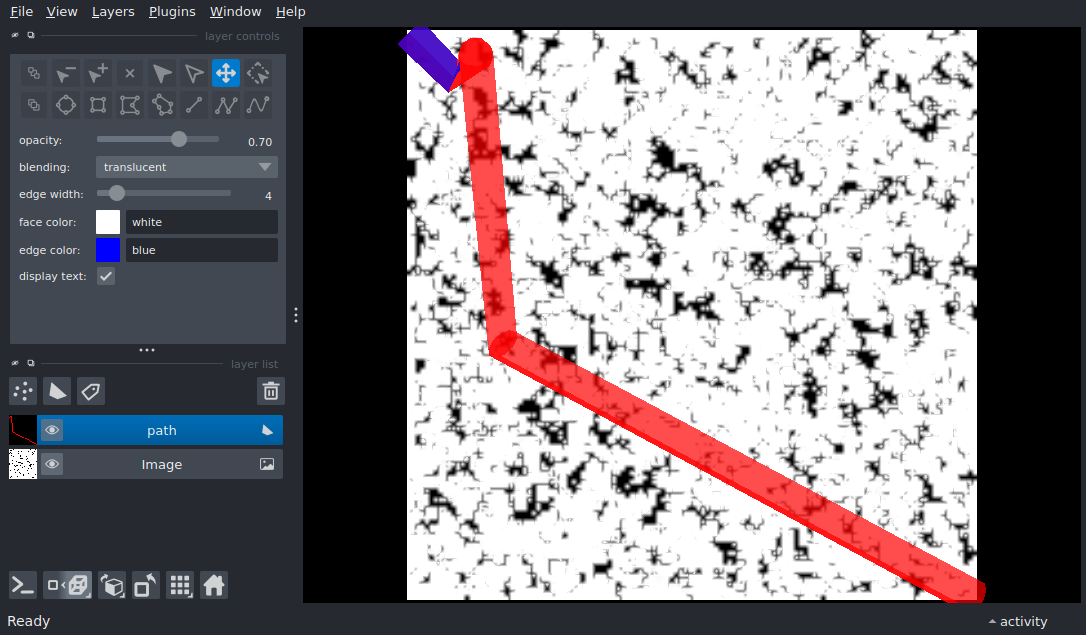 File View Layers Plugins Window Help
layer controls
opacity: 0.70
blending: translucent
edge width: 4
face color: white
edge color: blue
display text:
layer list
path
Image
Ready
activity